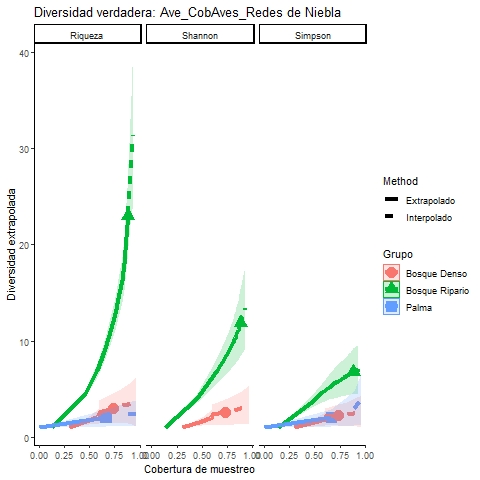 Diversidad verdadera: Ave_CobAves_Redes de Niebla
Riqueza Shannon Simpson
40
30
20
10
0
Diversidad extrapolada
0.00 0.25 0.50 0.75 1.00 0.00 0.25 0.50 0.75 1.00 0.00 0.25 0.50 0.75 1.00
Cobertura de muestreo
Method
Extrapolado
Interpolado
Grupo
Bosque Denso
Bosque Ripario
Palma